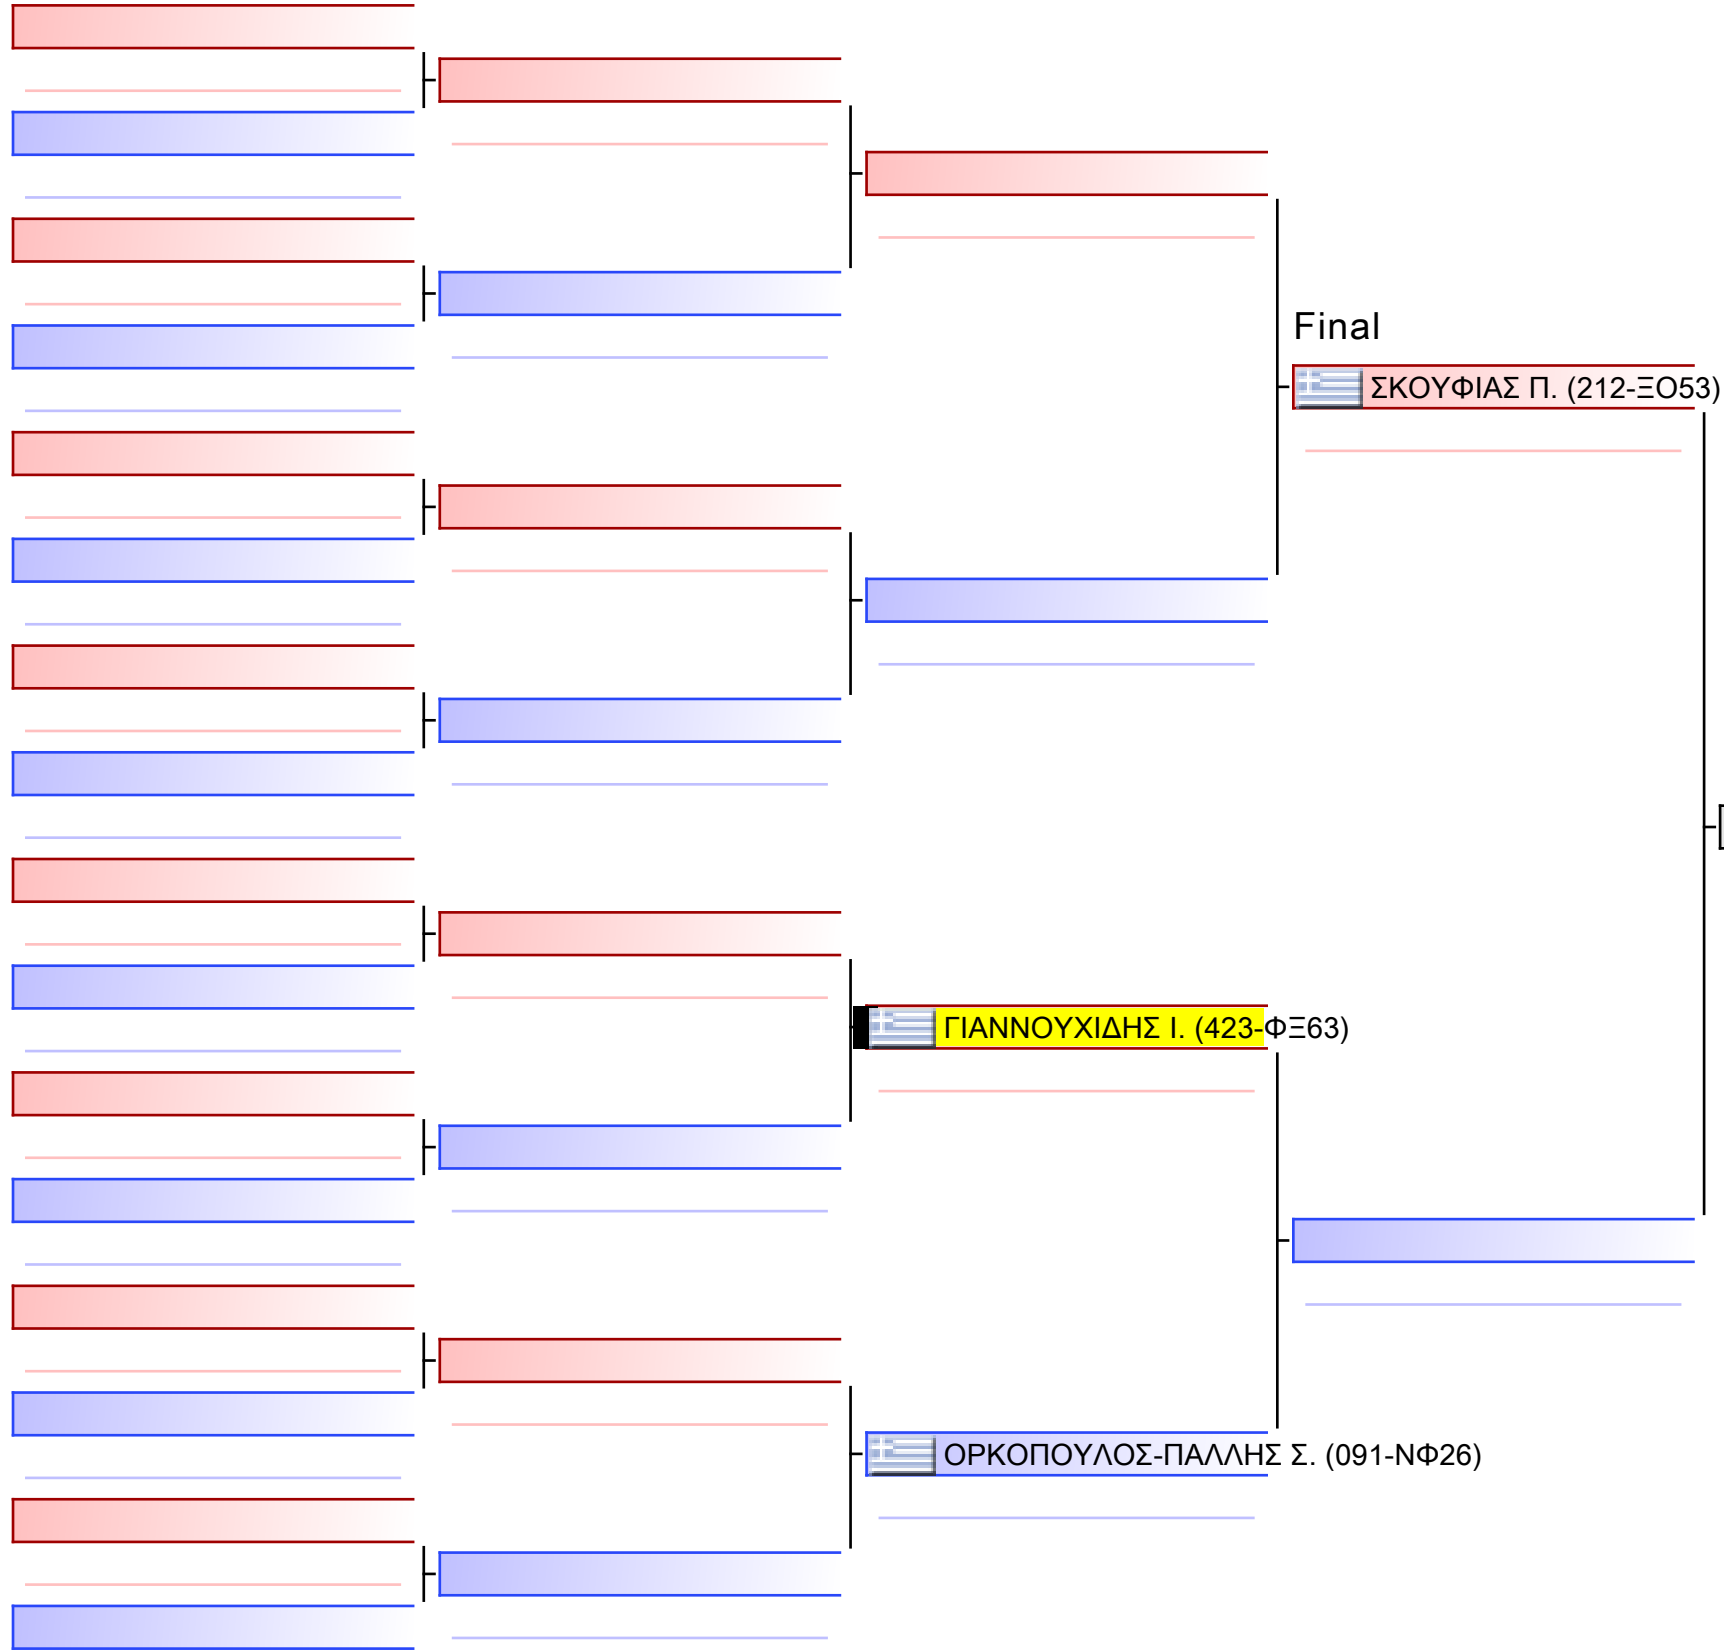 Final
ΣΚΟΥΦΙΑΣ Π. (212-ΞΟ53)
ΓΙΑΝΝΟΥΧΙΔΗΣ Ι. (423-ΦΞ63)
ΟΡΚΟΠΟΥΛΟΣ-ΠΑΛΛΗΣ Σ. (091-ΝΦ26)